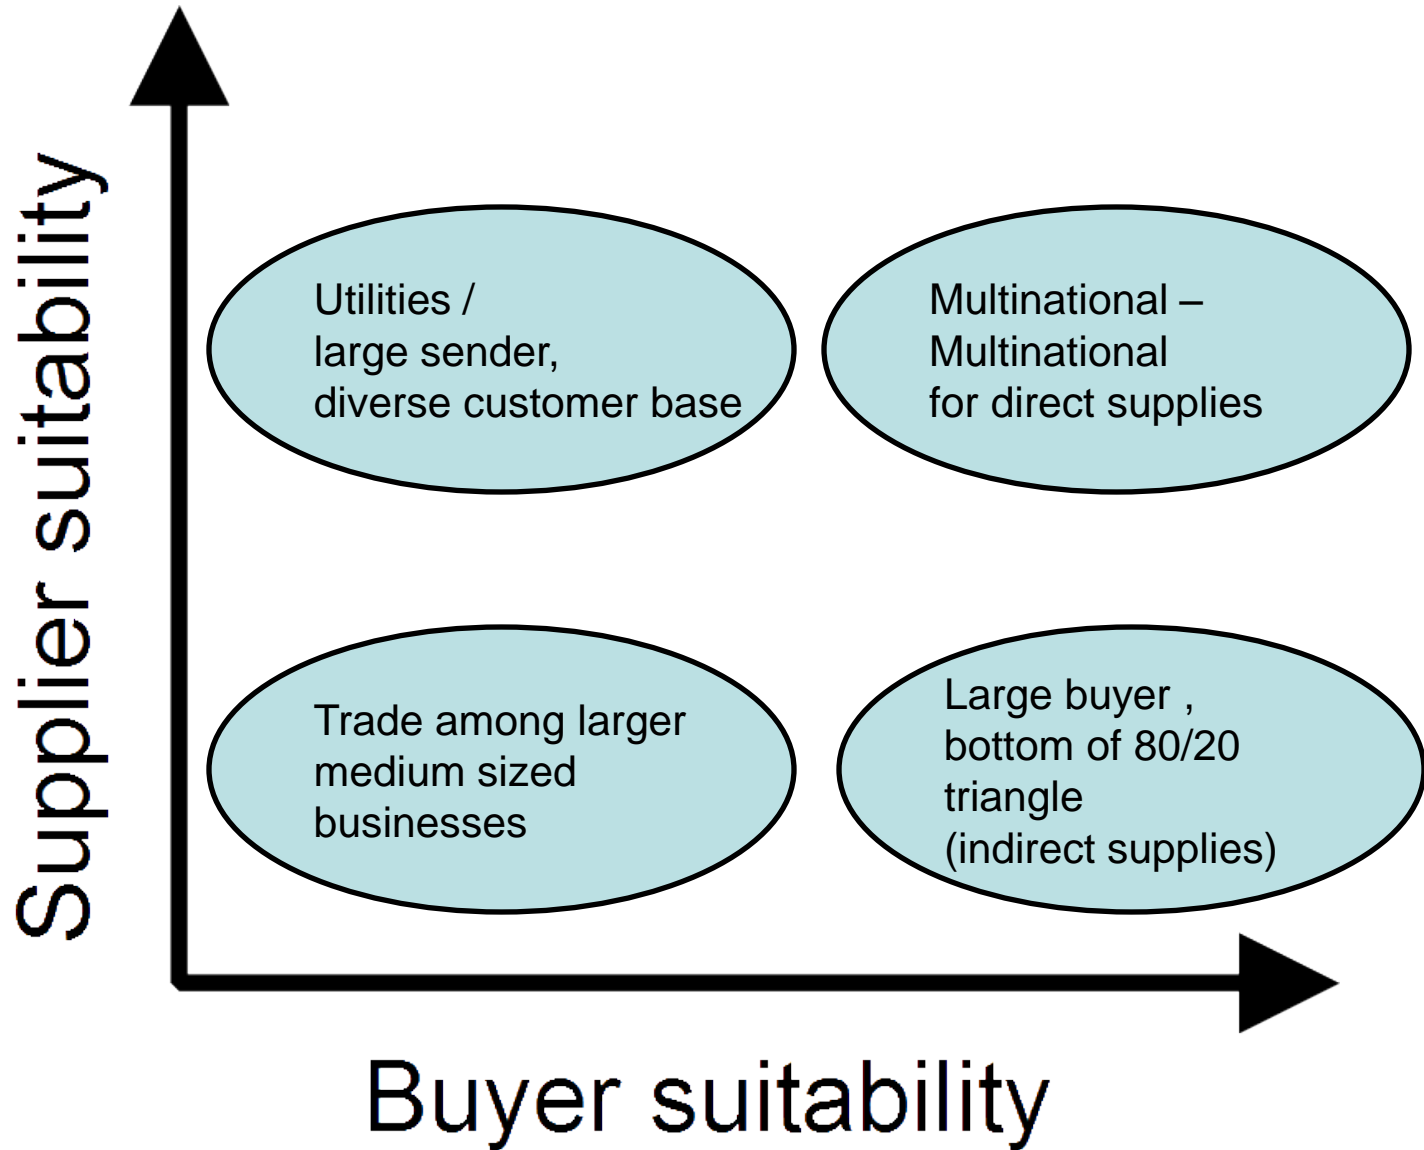 Supplier suitability
Utilities /
large sender,
diverse customer base
Multinational –
Multinational
for direct supplies
Trade among larger
medium sized
businesses
Large buyer ,
bottom of 80/20
triangle
(indirect supplies)
Buyer suitability